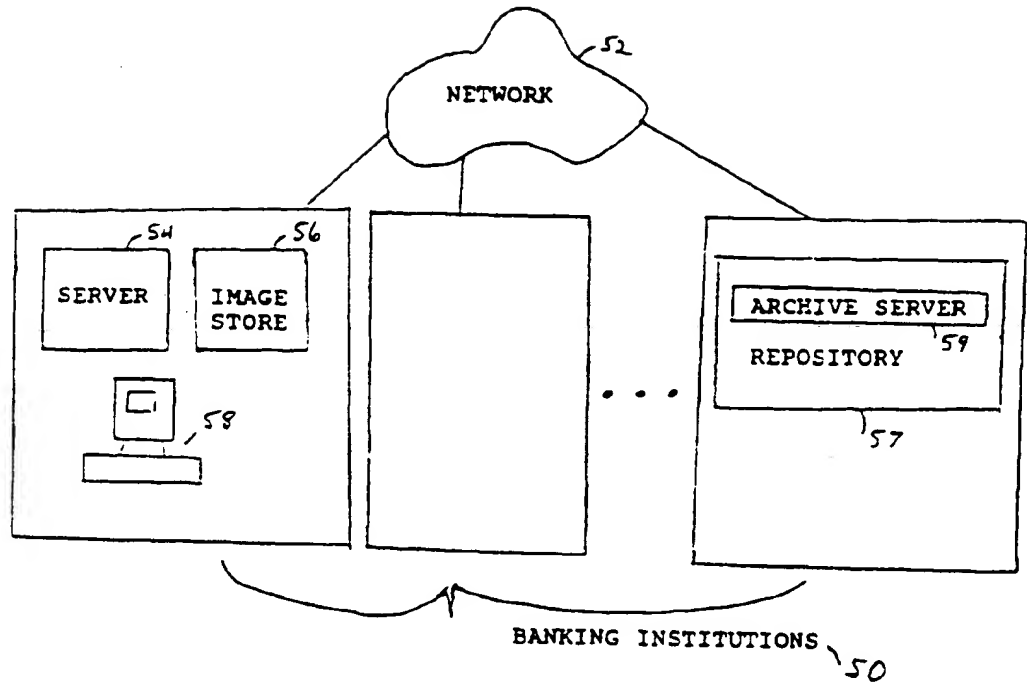 52
NETWORK
54
56
SERVER
IMAGE
STORE
ARCHIVE SERVER
59
REPOSITORY
58
57
BANKING INSTITUTIONS
50